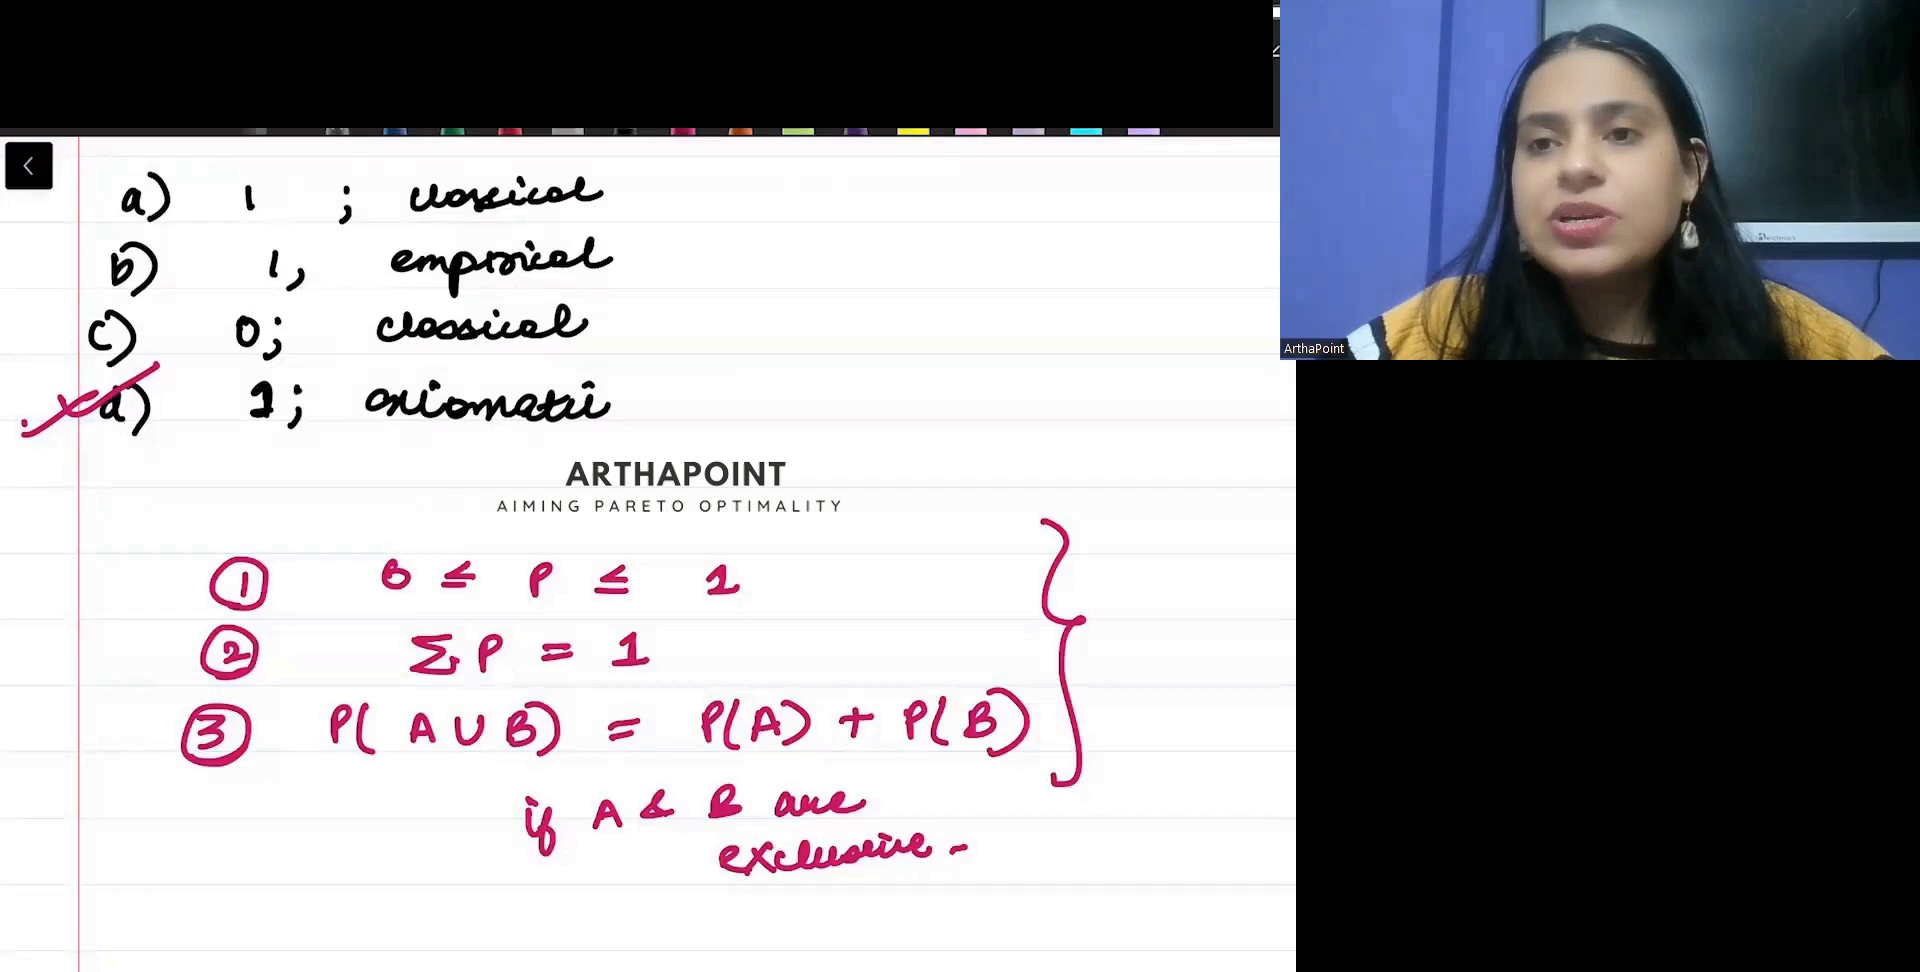 a) 1 ; classical
b) 1, empirical
c) 0; classical
d) 1; axiomatic
ARTHAPOINT
AIMING PARETO OPTIMALITY
① 0 ≤ P ≤ 1
② Σ P = 1
③ P( A ∪ B) = P(A) + P(B)
if A & B are
exclusive -
Benchmark
ArthaPoint